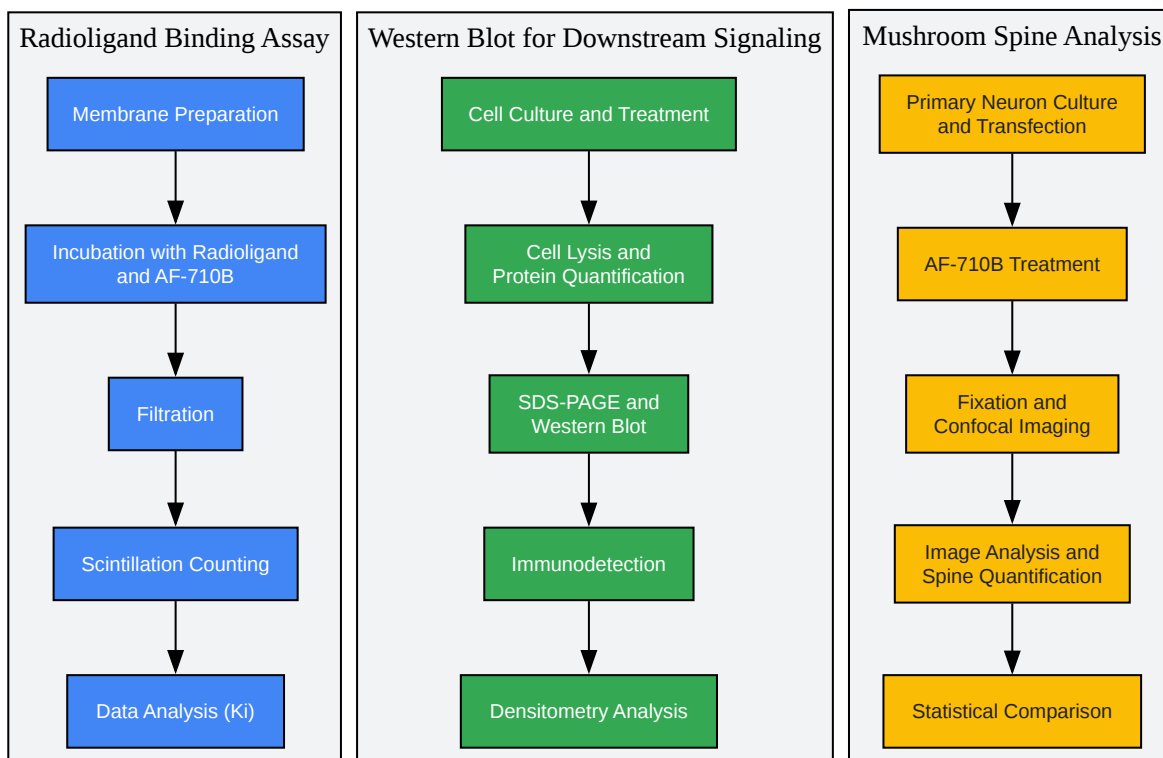 Radioligand Binding Assay
Membrane Preparation
Incubation with Radioligand
and AF-710B
Filtration
Scintillation Counting
Data Analysis (Ki)
Western Blot for Downstream Signaling
Cell Culture and Treatment
Cell Lysis and
Protein Quantification
SDS-PAGE and
Western Blot
Immunodetection
Densitometry Analysis
Mushroom Spine Analysis
Primary Neuron Culture
and Transfection
AF-710B Treatment
Fixation and
Confocal Imaging
Image Analysis and
Spine Quantification
Statistical Comparison